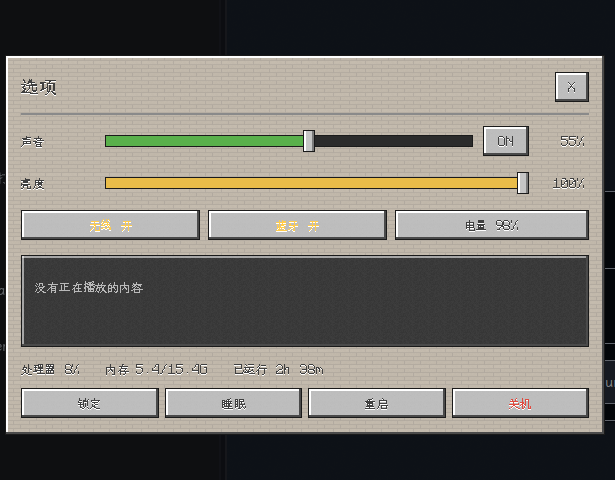 选项 X
声音 ON 55%
亮度 100%
无线 开 蓝牙 开 电量 98%
没有正在播放的内容
处理器 8% 内存 5.4/15.4G 已运行 2h 38m
锁定 睡眠 重启 关机